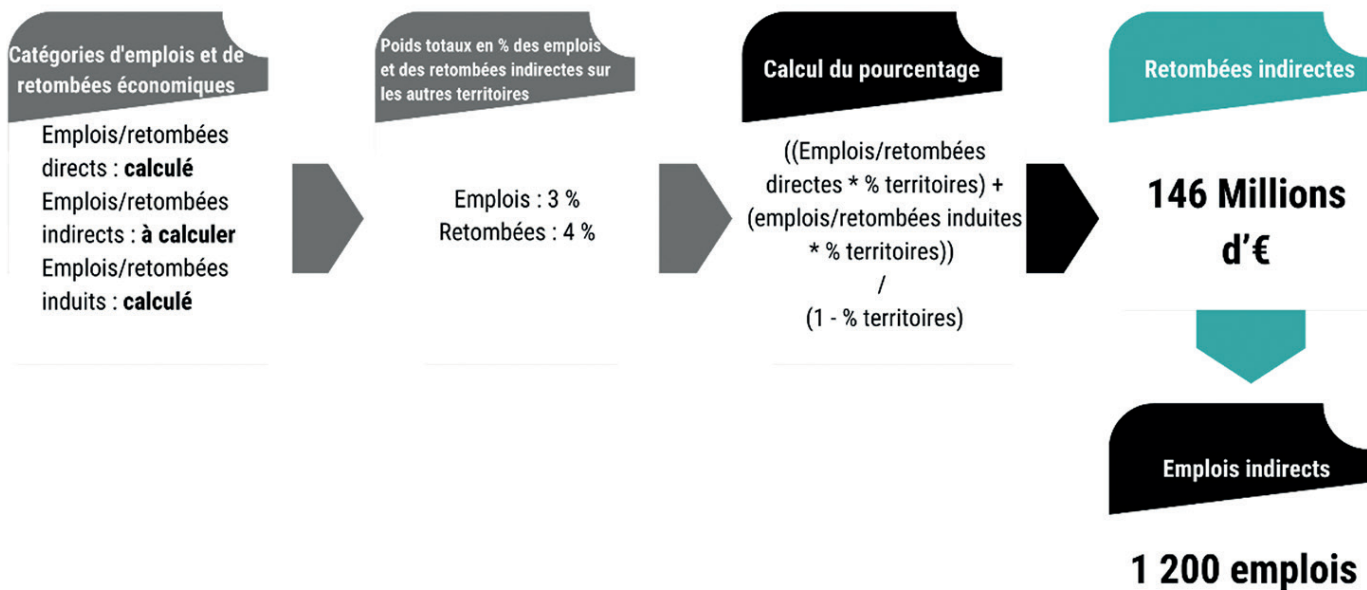 Catégories d'emplois et de
retombées économiques
Emplois/retombées
directs : calculé
Emplois/retombées
indirects : à calculer
Emplois/retombées
induits : calculé
Poids totaux en % des emplois
et des retombées indirectes sur
les autres territoires
Emplois : 3 %
Retombées : 4 %
Calcul du pourcentage
((Emplois/retombées
directes * % territoires) +
(emplois/retombées induites
* % territoires))
/
(1 - % territoires)
Retombées indirectes
146 Millions
d'€
Emplois indirects
1 200 emplois